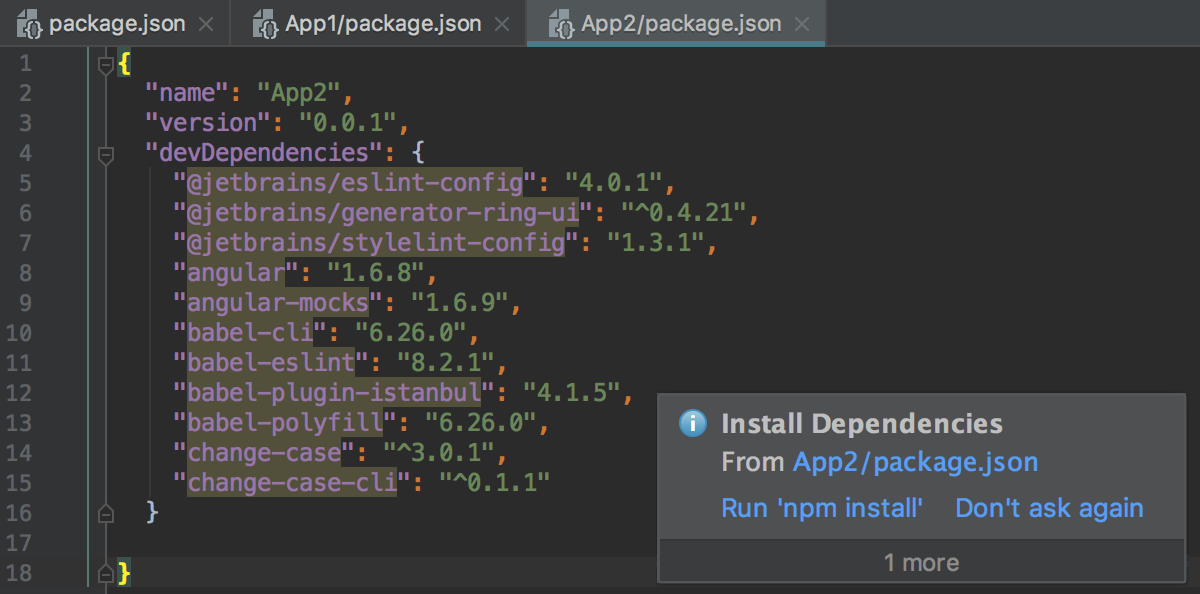 package.json App1/package.json App2/package.json
1 {
2 "name": "App2",
3 "version": "0.0.1",
4 "devDependencies": {
5 "@jetbrains/eslint-config": "4.0.1",
6 "@jetbrains/generator-ring-ui": "^0.4.21",
7 "@jetbrains/stylelint-config": "1.3.1",
8 "angular": "1.6.8",
9 "angular-mocks": "1.6.9",
10 "babel-cli": "6.26.0",
11 "babel-eslint": "8.2.1",
12 "babel-plugin-istanbul": "4.1.5",
13 "babel-polyfill": "6.26.0",
14 "change-case": "^3.0.1",
15 "change-case-cli": "^0.1.1"
16 }
17
18 }
Install Dependencies
From App2/package.json
Run 'npm install' Don't ask again
1 more